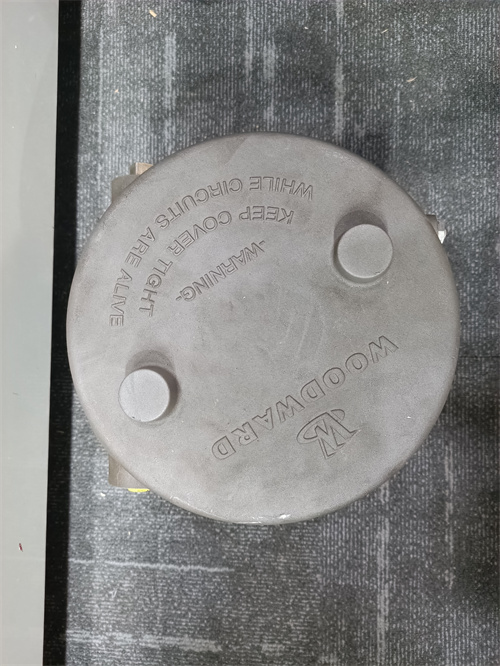 WOODWARD
-WARNING-
KEEP COVER TIGHT
WHILE CIRCUITS ARE ALIVE